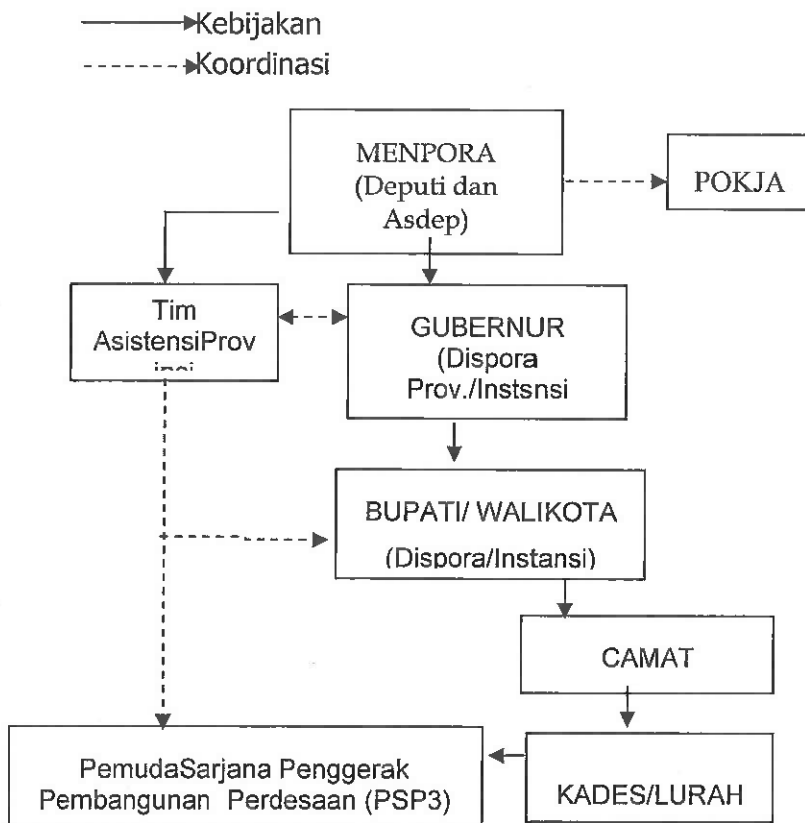 Kebijakan
Koordinasi
MENPORA
(Deputi dan
Asdep)
POKJA
Tim
AsistensiProv
GUBERNUR
(Dispora
Prov./Instsnsi
BUPATI/ WALIKOTA
(Dispora/Instansi)
CAMAT
PemudaSarjana Penggerak
Pembangunan Perdesaan (PSP3)
KADES/LURAH